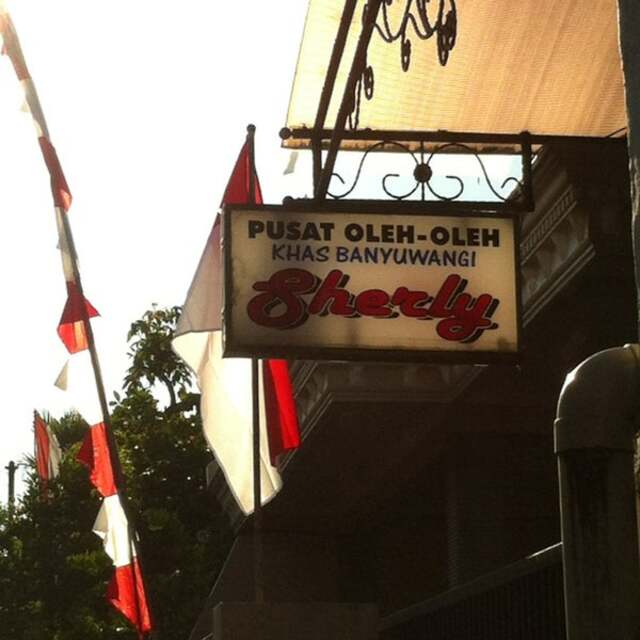 PUSAT OLEH-OLEH
KHAS BANYUWANGI
Sherly